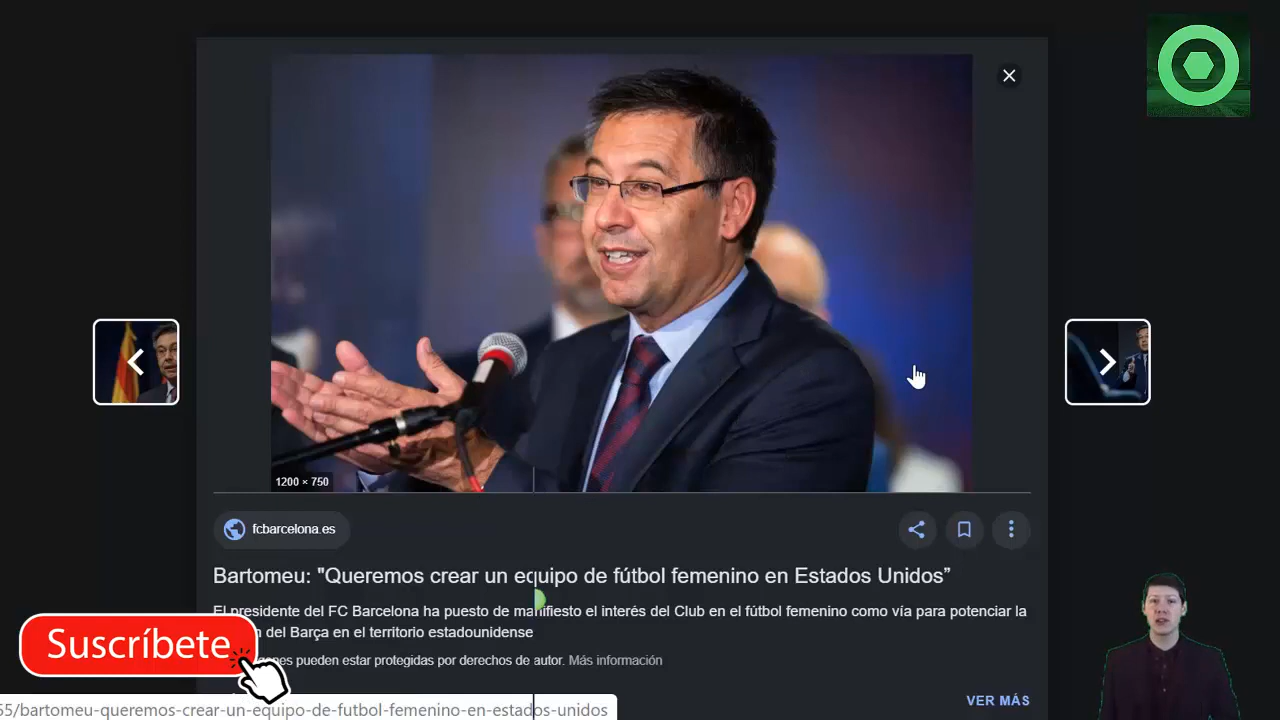 1200 × 750
fcbarcelona.es
Bartomeu: "Queremos crear un equipo de fútbol femenino en Estados Unidos”
El presidente del FC Barcelona ha puesto de manifiesto el interés del Club en el fútbol femenino como vía para potenciar la
del Barça en el territorio estadounidense
Suscríbete
pueden estar protegidas por derechos de autor. Más información
VER MÁS
55/bartomeu-queremos-crear-un-equipo-de-futbol-femenino-en-estados-unidos